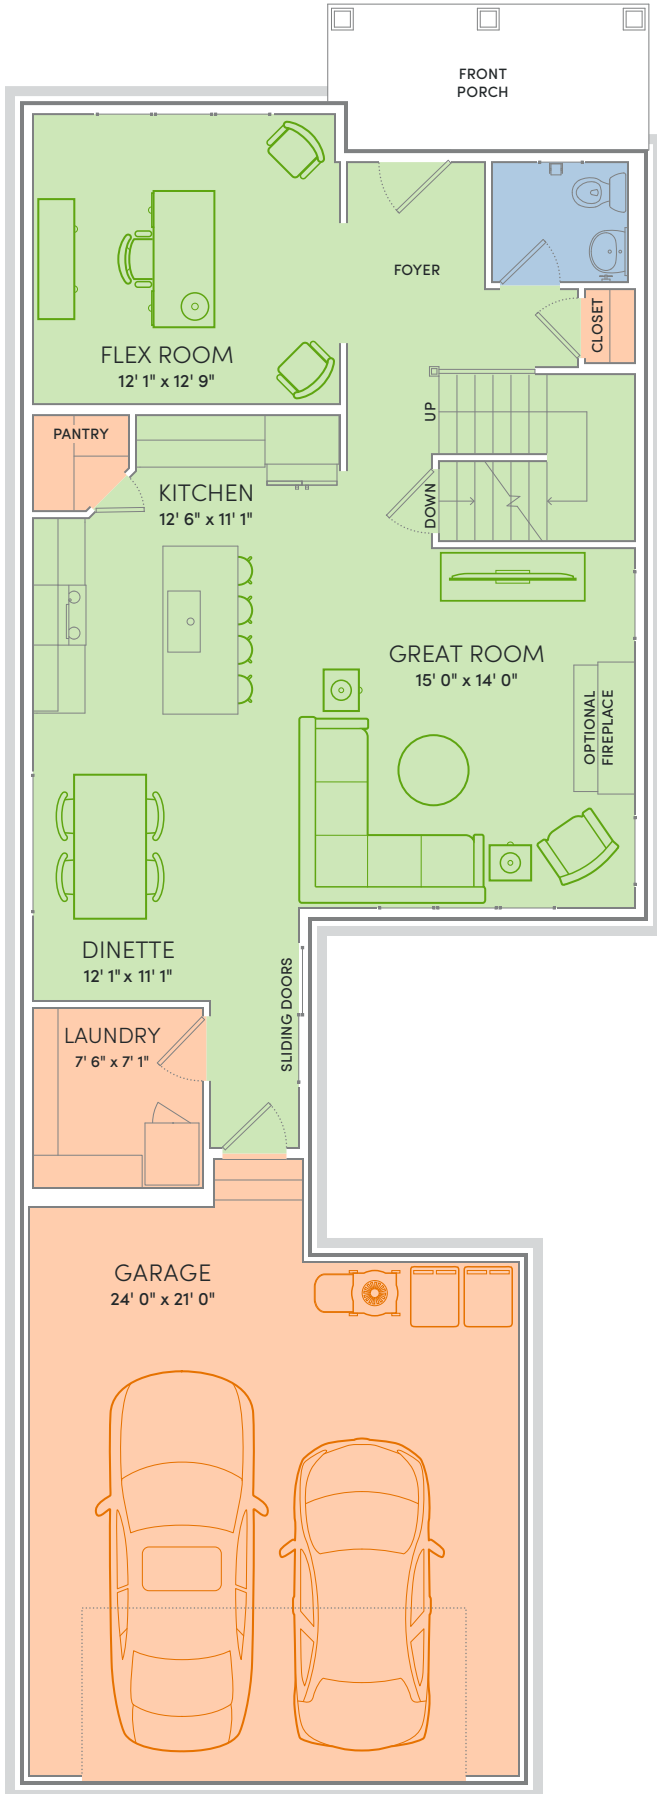 FRONT
PORCH
FOYER
CLOSET
FLEX ROOM
12' 1" x 12' 9"
UP
PANTRY
KITCHEN
12' 6" x 11' 1"
DOWN
GREAT ROOM
15' 0" x 14' 0"
OPTIONAL
FIREPLACE
DINETTE
12' 1" x 11' 1"
SLIDING DOORS
LAUNDRY
7' 6" x 7' 1"
GARAGE
24' 0" x 21' 0"